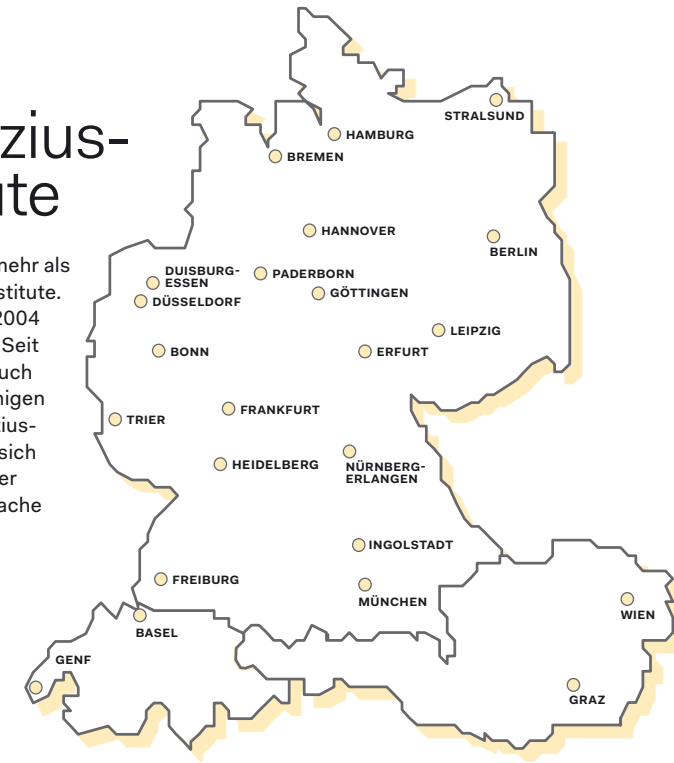 zius-
ute
mehr als
stitute.
2004
Seit
uch
nigen
tius-
sich
er
ache
STRALSUND
HAMBURG
BREMEN
HANNOVER
BERLIN
DUISBURG-
ESSEN
PADERBORN
GÖTTINGEN
DÜSSELDORF
LEIPZIG
BONN
ERFURT
FRANKFURT
TRIER
HEIDELBERG
NÜRNBERG-
ERLANGEN
INGOLSTADT
FREIBURG
MÜNCHEN
WIEN
BASEL
GENF
GRAZ